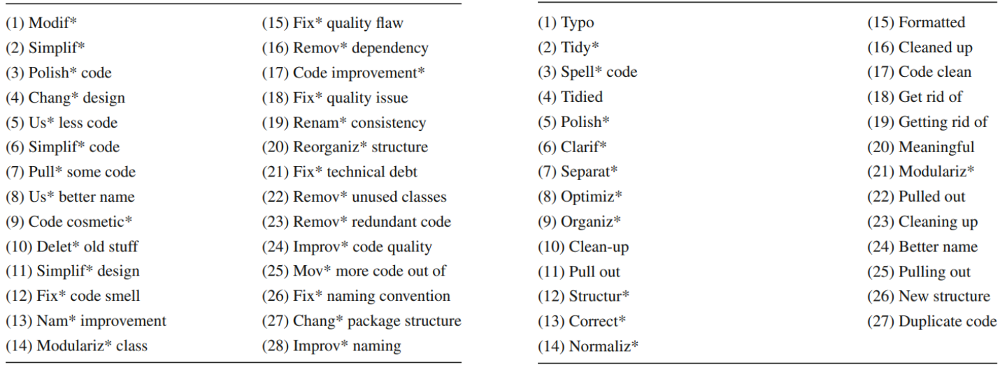 (1) Modif*
(2) Simplif*
(3) Polish* code
(4) Chang* design
(5) Us* less code
(6) Simplif* code
(7) Pull* some code
(8) Us* better name
(9) Code cosmetic*
(10) Delet* old stuff
(11) Simplif* design
(12) Fix* code smell
(13) Nam* improvement
(14) Modulariz* class
(15) Fix* quality flaw
(16) Remov* dependency
(17) Code improvement*
(18) Fix* quality issue
(19) Renam* consistency
(20) Reorganiz* structure
(21) Fix* technical debt
(22) Remov* unused classes
(23) Remov* redundant code
(24) Improv* code quality
(25) Mov* more code out of
(26) Fix* naming convention
(27) Chang* package structure
(28) Improv* naming
(1) Typo
(2) Tidy*
(3) Spell* code
(4) Tidied
(5) Polish*
(6) Clarif*
(7) Separat*
(8) Optimiz*
(9) Organiz*
(10) Clean-up
(11) Pull out
(12) Structur*
(13) Correct*
(14) Normaliz*
(15) Formatted
(16) Cleaned up
(17) Code clean
(18) Get rid of
(19) Getting rid of
(20) Meaningful
(21) Modulariz*
(22) Pulled out
(23) Cleaning up
(24) Better name
(25) Pulling out
(26) New structure
(27) Duplicate code